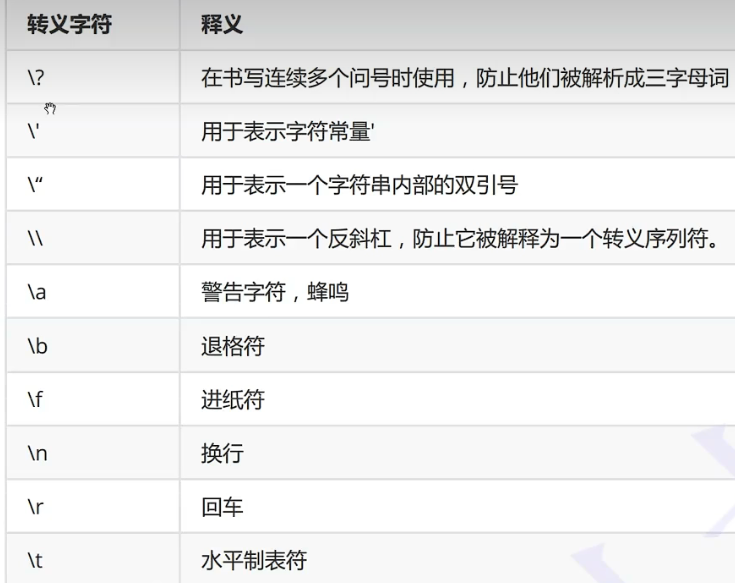 转义字符 释义
\? 在书写连续多个问号时使用，防止他们被解析成三字母词
\' 用于表示字符常量'
\“ 用于表示一个字符串内部的双引号
\\ 用于表示一个反斜杠，防止它被解释为一个转义序列符。
\a 警告字符，蜂鸣
\b 退格符
\f 进纸符
\n 换行
\r 回车
\t 水平制表符